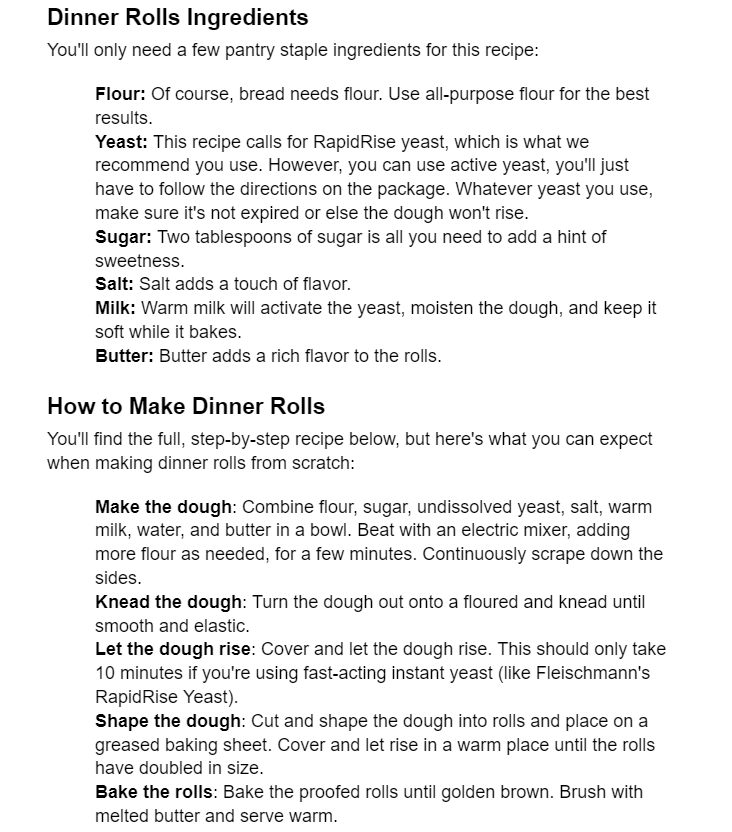 Dinner Rolls Ingredients
You'll only need a few pantry staple ingredients for this recipe:
Flour: Of course, bread needs flour. Use all-purpose flour for the best
results.
Yeast: This recipe calls for RapidRise yeast, which is what we
recommend you use. However, you can use active yeast, you'll just
have to follow the directions on the package. Whatever yeast you use,
make sure it's not expired or else the dough won't rise.
Sugar: Two tablespoons of sugar is all you need to add a hint of
sweetness.
Salt: Salt adds a touch of flavor.
Milk: Warm milk will activate the yeast, moisten the dough, and keep it
soft while it bakes.
Butter: Butter adds a rich flavor to the rolls.
How to Make Dinner Rolls
You'll find the full, step-by-step recipe below, but here's what you can expect
when making dinner rolls from scratch:
Make the dough: Combine flour, sugar, undissolved yeast, salt, warm
milk, water, and butter in a bowl. Beat with an electric mixer, adding
more flour as needed, for a few minutes. Continuously scrape down the
sides.
Knead the dough: Turn the dough out onto a floured and knead until
smooth and elastic.
Let the dough rise: Cover and let the dough rise. This should only take
10 minutes if you're using fast-acting instant yeast (like Fleischmann's
RapidRise Yeast).
Shape the dough: Cut and shape the dough into rolls and place on a
greased baking sheet. Cover and let rise in a warm place until the rolls
have doubled in size.
Bake the rolls: Bake the proofed rolls until golden brown. Brush with
melted butter and serve warm.